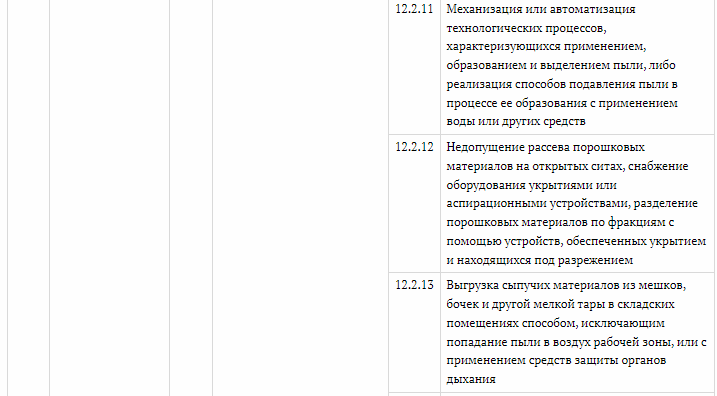 12.2.11 Механизация или автоматизация
технологических процессов,
характеризующихся применением,
образованием и выделением пыли, либо
реализация способов подавления пыли в
процессе ее образования с применением
воды или других средств
12.2.12 Недопущение рассева порошковых
материалов на открытых ситах, снабжение
оборудования укрытиями или
аспирационными устройствами, разделение
порошковых материалов по фракциям с
помощью устройств, обеспеченных укрытием
и находящихся под разрежением
12.2.13 Выгрузка сыпучих материалов из мешков,
бочек и другой мелкой тары в складских
помещениях способом, исключающим
попадание пыли в воздух рабочей зоны, или с
применением средств защиты органов
дыхания